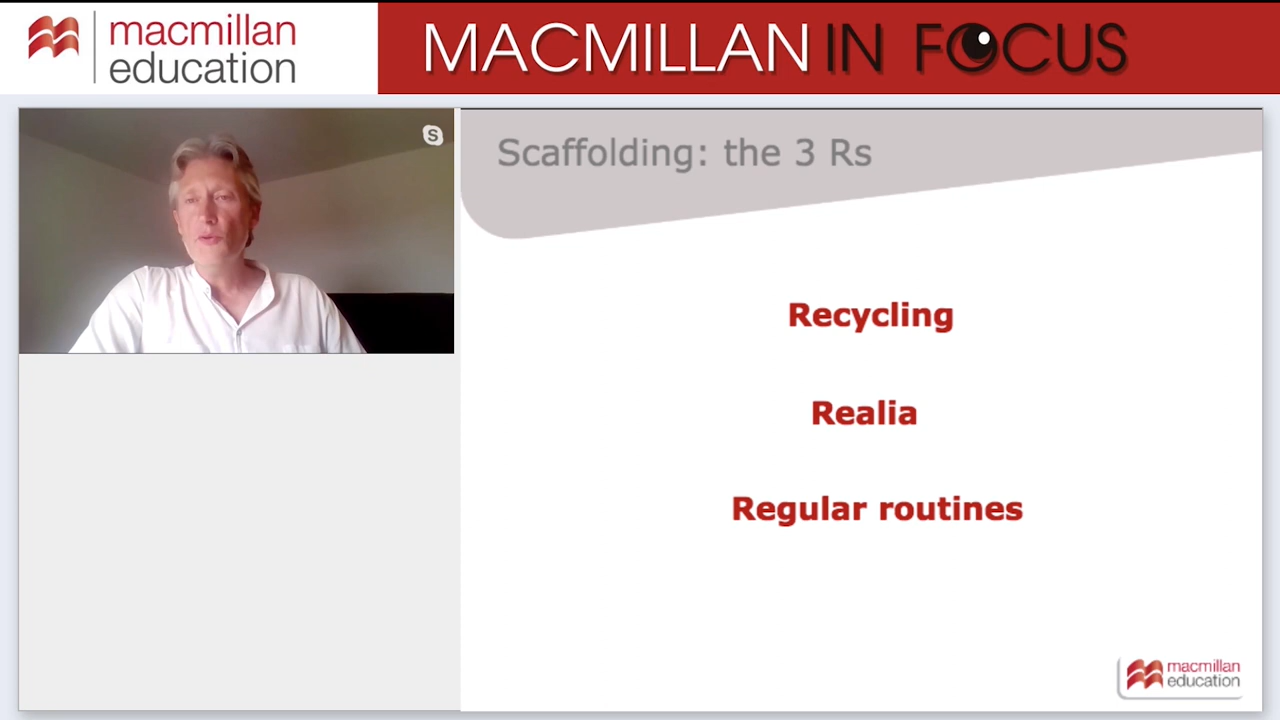 macmillan
education
MACMILLAN IN FOCUS
S
Scaffolding: the 3 Rs
Recycling
Realia
Regular routines
macmillan
education